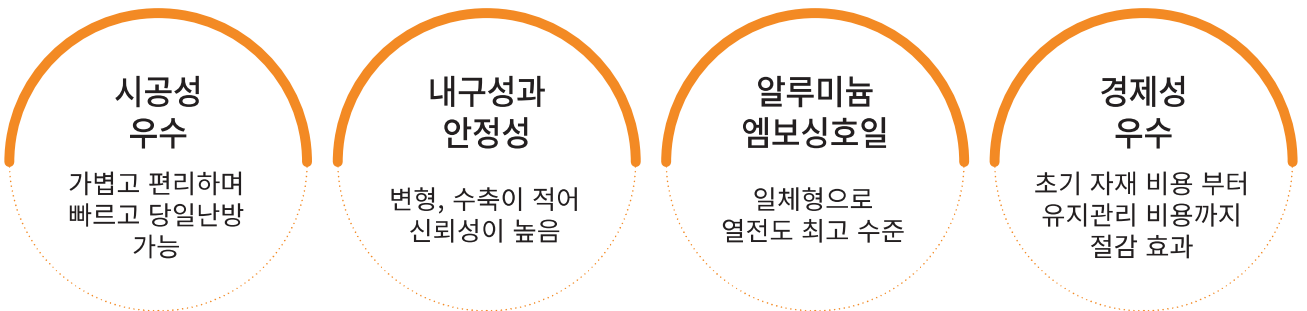 시공성
우수
가볍고 편리하며
빠르고 당일난방
가능
내구성과
안정성
변형, 수축이 적어
신뢰성이 높음
알루미늄
엠보싱호일
일체형으로
열전도 최고 수준
경제성
우수
초기 자재 비용 부터
유지관리 비용까지
절감 효과